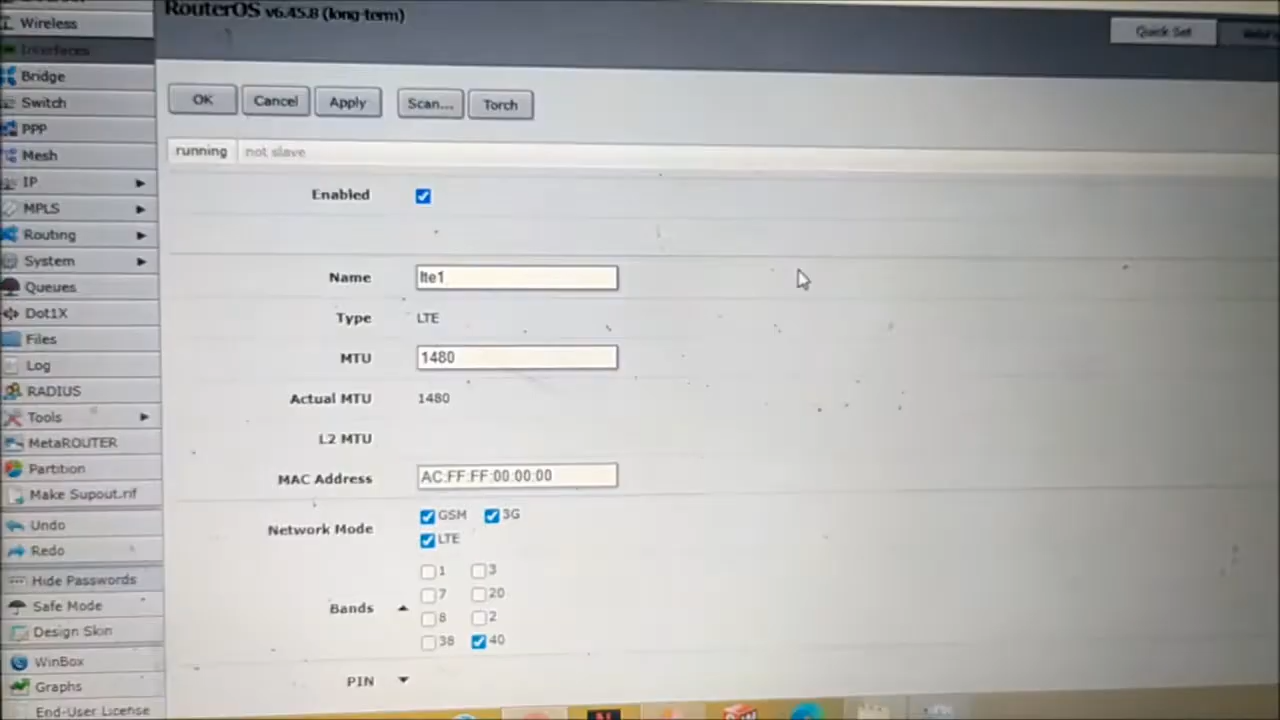 RouterOS v6.45.8 (long-term)
Quick Set
Wireless
Interfaces
Bridge
Switch
PPP
Mesh
IP
MPLS
Routing
System
Queues
Dot1X
Files
Log
RADIUS
Tools
MetaROUTER
Partition
Make Supout.rif
Undo
Redo
Hide Passwords
Safe Mode
Design Skin
WinBox
Graphs
End-User License
OK Cancel Apply Scan... Torch
running not slave
Enabled
Name lte1
Type LTE
MTU 1480
Actual MTU 1480
L2 MTU
MAC Address AC:FF:FF:00:00:00
Network Mode GSM 3G
LTE
Bands 1 3
7 20
8 2
38 40
PIN